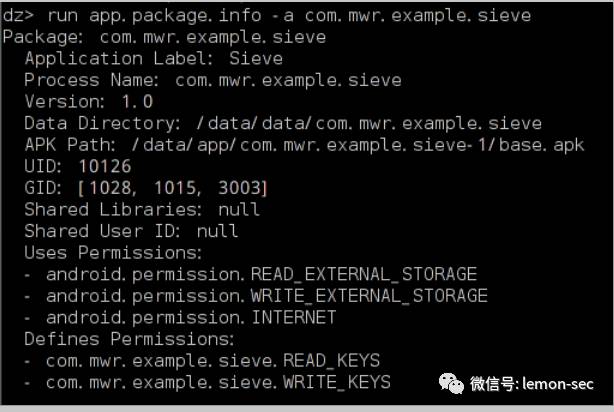 dz> run app.package.info -a com.mwr.example.sieve
Package: com.mwr.example.sieve
Application Label: Sieve
Process Name: com.mwr.example.sieve
Version: 1.0
Data Directory: /data/data/com.mwr.example.sieve
APK Path: /data/app/com.mwr.example.sieve-1/base.apk
UID: 10126
GID: [1028, 1015, 3003]
Shared Libraries: null
Shared User ID: null
Uses Permissions:
- android.permission.READ_EXTERNAL_STORAGE
- android.permission.WRITE_EXTERNAL_STORAGE
- android.permission.INTERNET
Defines Permissions:
- com.mwr.example.sieve.READ_KEYS
- com.mwr.example.sieve.WRITE_KEYS
微信号: lemon-sec